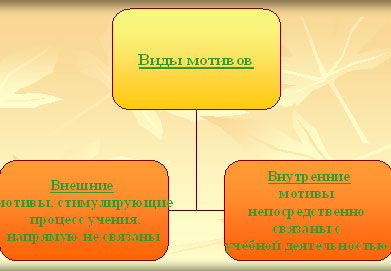 Виды мотивов
Внешние
мотивы, стимулирующие
процесс учения,
напрямую не связаны
Внутренние
мотивы
непосредственно
связаны с
учебной деятельностью